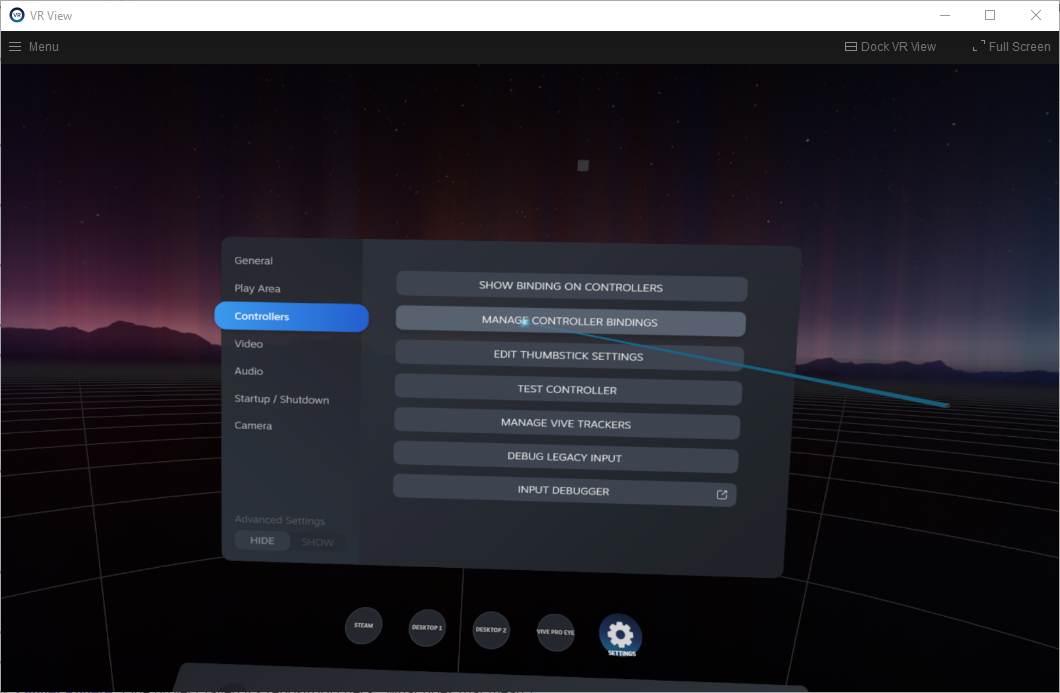 VR View
Menu
Dock VR View
Full Screen
General
Play Area
Controllers
Video
Audio
Startup / Shutdown
Camera
Advanced Settings
HIDE
SHOW
SHOW BINDING ON CONTROLLERS
MANAGE CONTROLLER BINDINGS
EDIT THUMBSTICK SETTINGS
TEST CONTROLLER
MANAGE VIVE TRACKERS
DEBUG LEGACY INPUT
INPUT DEBUGGER
STEAM
DESKTOP 1
DESKTOP 2
VIVE PRO EYE
SETTINGS